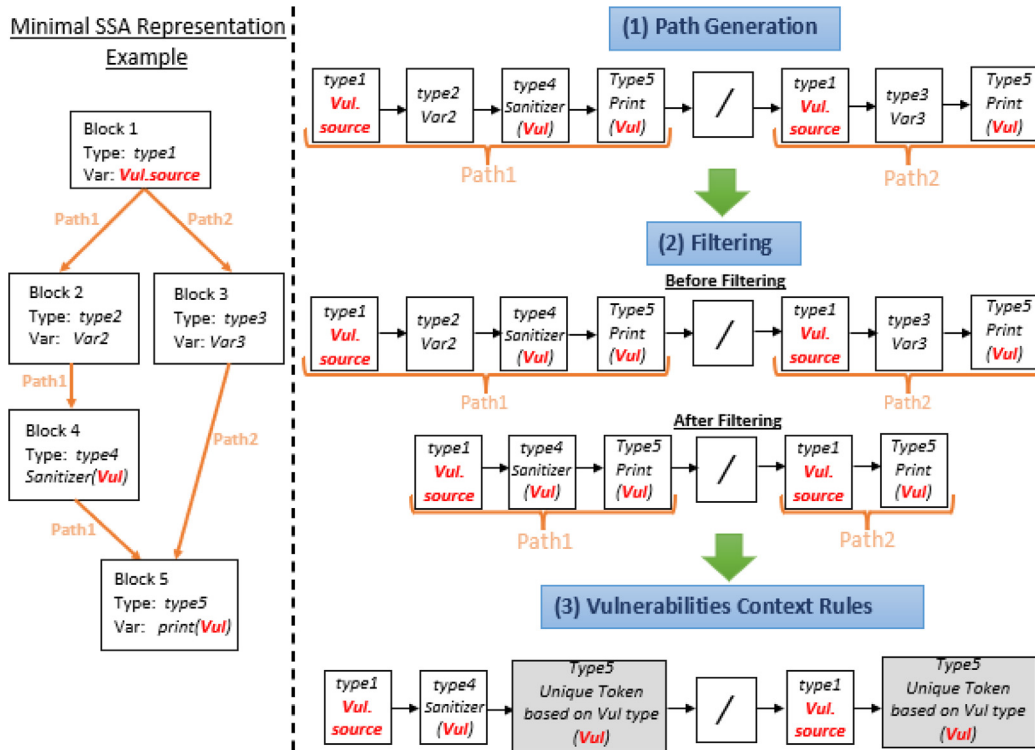 Minimal SSA Representation
Example
Block 1
Type: type1
Var: Vul.source
Path1
Path2
Block 2
Type: type2
Var: Var2
Block 3
Type: type3
Var: Var3
Path1
Block 4
Type: type4
Sanitizer(Vul)
Path2
Path1
Block 5
Type: type5
Var: print(Vul)
(1) Path Generation
type1
Vul.
source
type2
Var2
type4
Sanitizer
(Vul)
Type5
Print
(Vul)
/
type1
Vul.
source
type3
Var3
Type5
Print
(Vul)
Path1
Path2
(2) Filtering
Before Filtering
type1
Vul.
source
type2
Var2
type4
Sanitizer
(Vul)
Type5
Print
(Vul)
/
type1
Vul.
source
type3
Var3
Type5
Print
(Vul)
Path1
Path2
After Filtering
type1
Vul.
source
type4
Sanitizer
(Vul)
Type5
Print
(Vul)
/
type1
Vul.
source
Type5
Print
(Vul)
Path1
Path2
(3) Vulnerabilities Context Rules
type1
Vul.
source
type4
Sanitizer
(Vul)
Type5
Unique Token
based on Vul type
(Vul)
/
type1
Vul.
source
Type5
Unique Token
based on Vul type
(Vul)